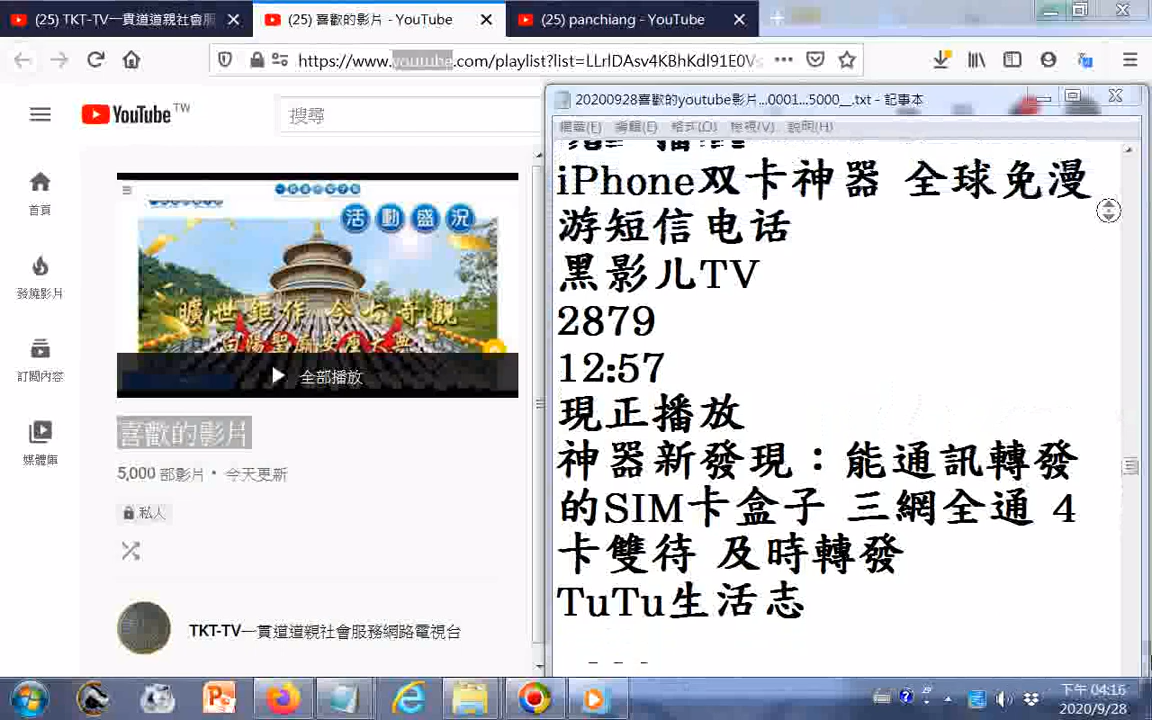 (25) TKT-TV一貫道道親社會服
(25) 喜歡的影片 - YouTube
(25) panchiang - YouTube
https://www.youtube.com/playlist?list=LLrlDAsv4KBhKdl91E0Vs
YouTube TW
搜尋
首頁
發燒影片
訂閱內容
媒體庫
活動盛況
曠世鉅作 今古奇觀
全部播放
喜歡的影片
5,000 部影片 · 今天更新
私人
TKT-TV一貫道道親社會服務網路電視台
20200928喜歡的youtube影片...0001...5000__.txt - 記事本
檔案(F) 編輯(E) 格式(O) 檢視(V) 說明(H)
iPhone双卡神器 全球免漫
游短信电话
黑影儿TV
2879
12:57
現正播放
神器新發現：能通訊轉發
的SIM卡盒子 三網全通 4
卡雙待 及時轉發
TuTu生活志
下午 04:16
2020/9/28